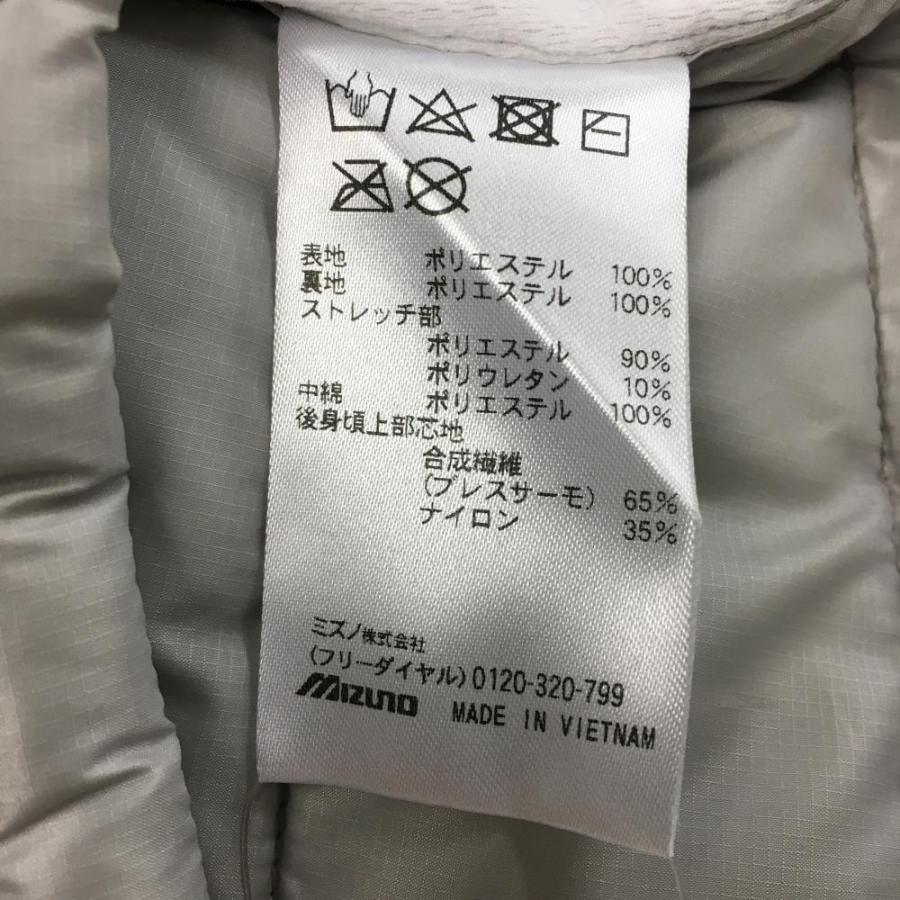 表地 ポリエステル 100%
裏地 ポリエステル 100%
ストレッチ部
ポリエステル 90%
ポリウレタン 10%
中綿 ポリエステル 100%
後身頃上部芯地
合成繊維
(ブレスサーモ) 65%
ナイロン 35%
ミズノ株式会社
(フリーダイヤル) 0120-320-799
MIZUNO MADE IN VIETNAM